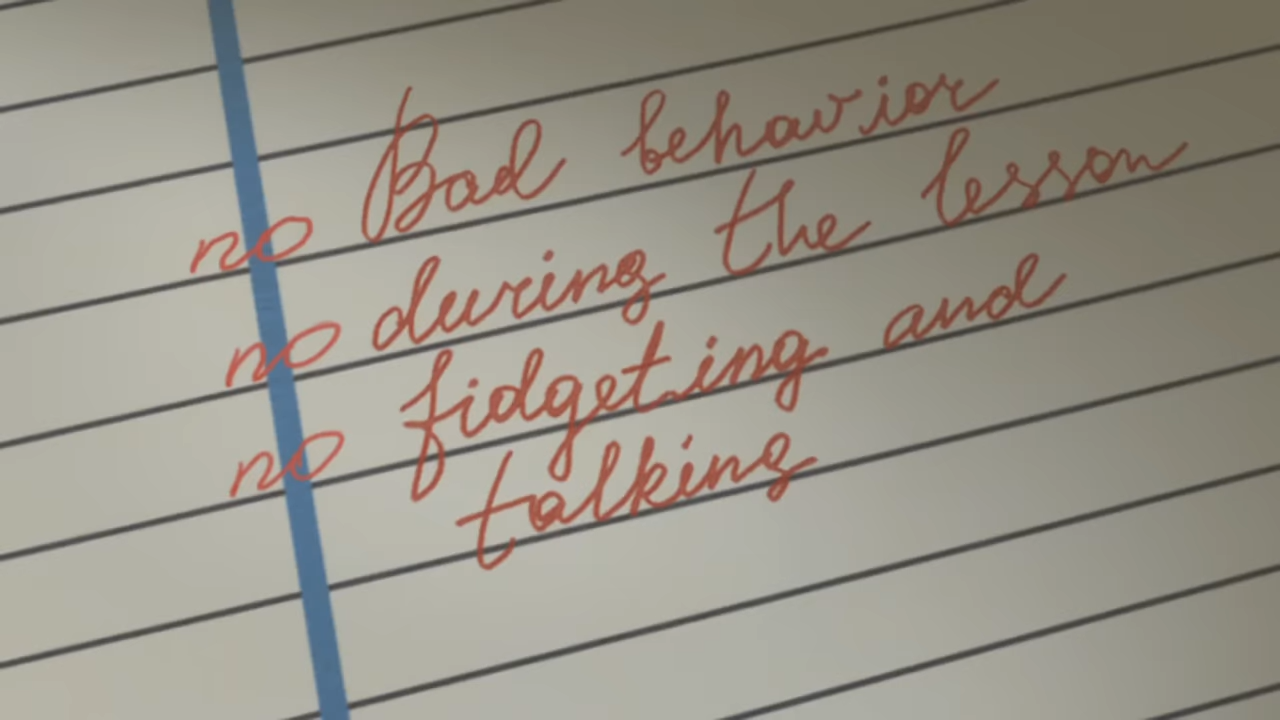 no Bad behavior
no during the lesson
no fidgeting and
talking